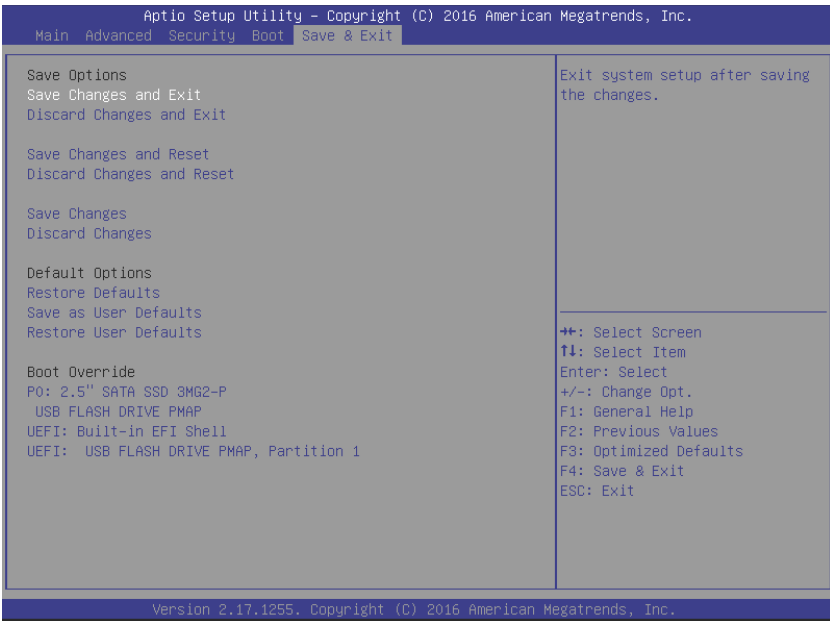 Aptio Setup Utility – Copyright (C) 2016 American Megatrends, Inc.
Main Advanced Security Boot Save & Exit
Save Options
Save Changes and Exit
Discard Changes and Exit
Save Changes and Reset
Discard Changes and Reset
Save Changes
Discard Changes
Default Options
Restore Defaults
Save as User Defaults
Restore User Defaults
Boot Override
P0: 2.5" SATA SSD 3MG2-P
USB FLASH DRIVE PMAP
UEFI: Built-in EFI Shell
UEFI: USB FLASH DRIVE PMAP, Partition 1
Exit system setup after saving
the changes.
→←: Select Screen
↑↓: Select Item
Enter: Select
+/-: Change Opt.
F1: General Help
F2: Previous Values
F3: Optimized Defaults
F4: Save & Exit
ESC: Exit
Version 2.17.1255. Copyright (C) 2016 American Megatrends, Inc.